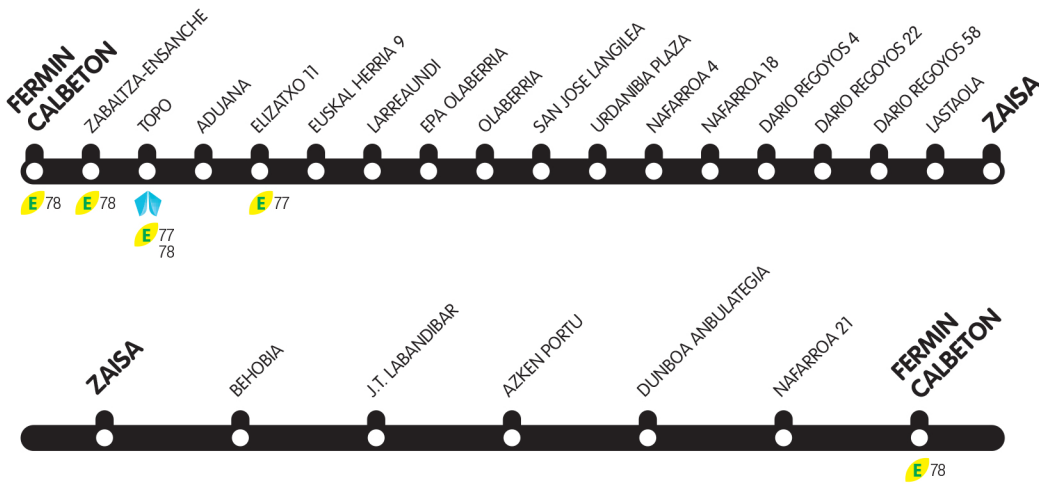 FERMIN
CALBETON
ZABALTZA-ENSANCHE
TOPO
ADUANA
ELIZATXO 11
EUSKAL HERRIA 9
LARREAUNDI
EPA OLABERRIA
OLABERRIA
SAN JOSE LANGILEA
URDANIBIA PLAZA
NAFARROA 4
NAFARROA 18
DARIO REGOYOS 4
DARIO REGOYOS 22
DARIO REGOYOS 58
LASTAOLA
ZAISA
E 78
E 78
E 77
78
E 77
ZAISA
BEHOBIA
J.T. LABANDIBAR
AZKEN PORTU
DUNBOA ANBULATEGIA
NAFARROA 21
FERMIN
CALBETON
E 78